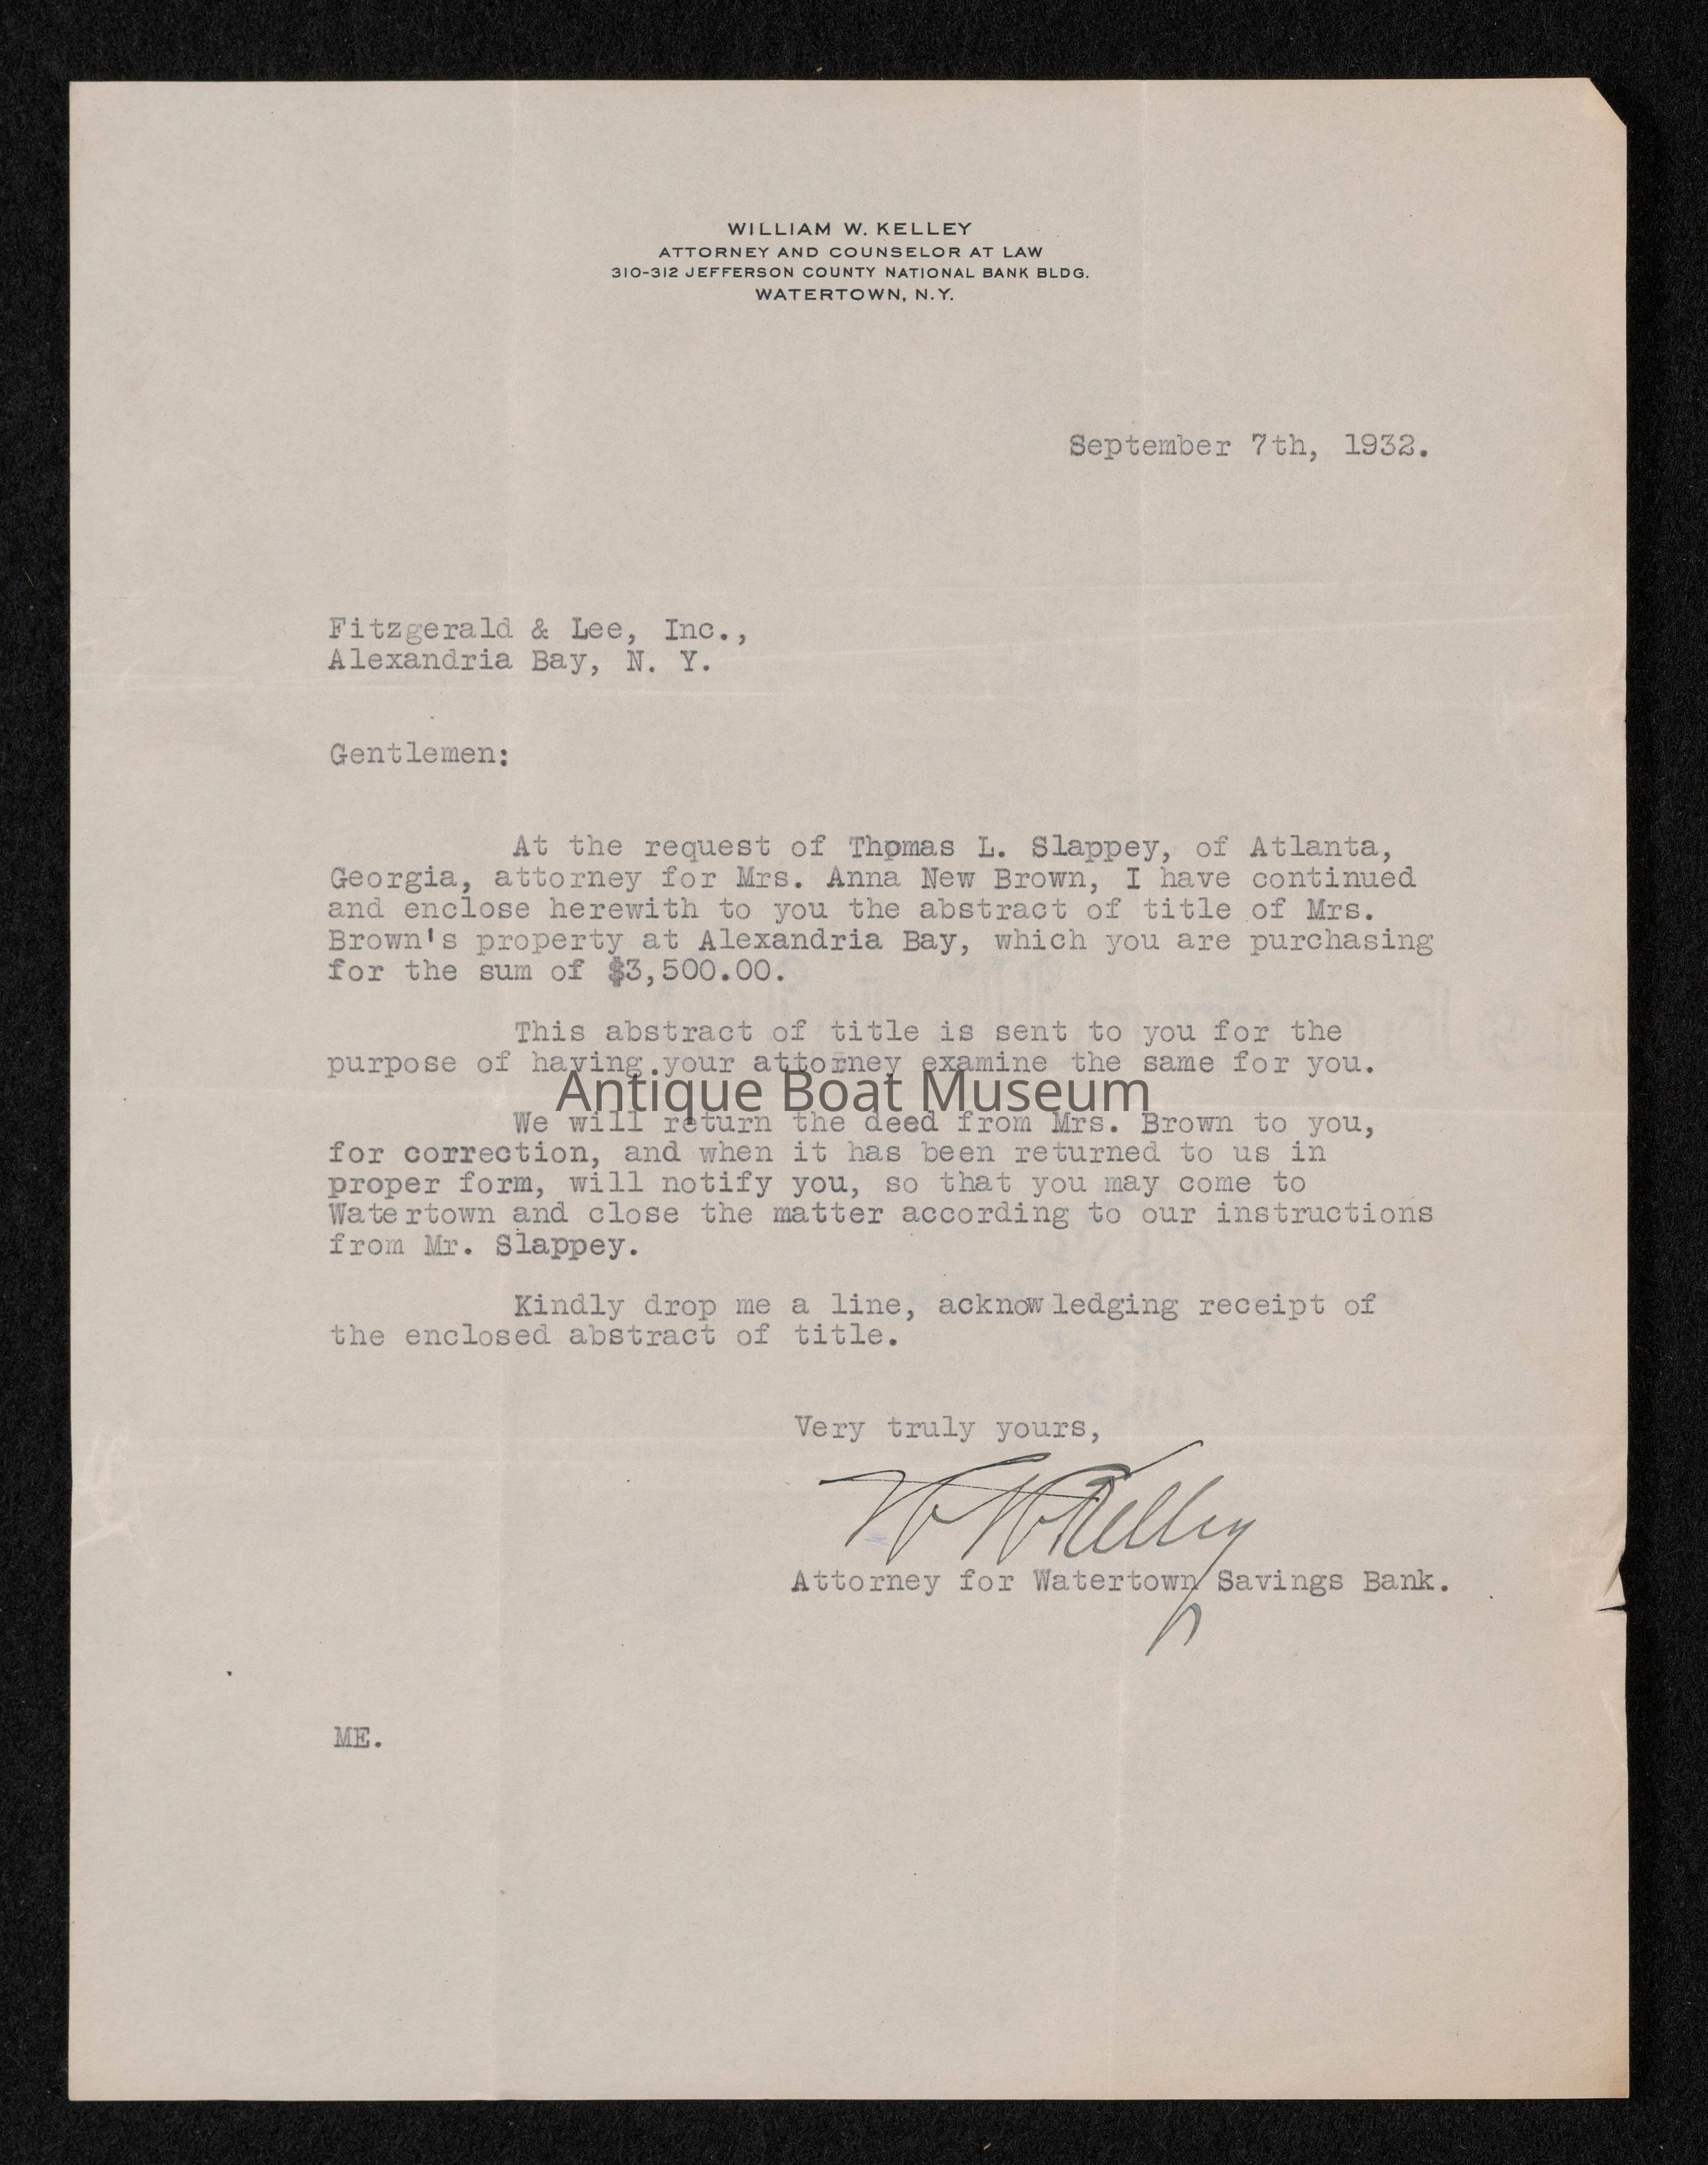 WILLIAM W. KELLEY
ATTORNEY AND COUNSELOR AT LAW
310-312 JEFFERSON COUNTY NATIONAL BANK BLDG.
WATERTOWN, N.Y.
September 7th, 1932.
Fitzgerald & Lee, Inc.,
Alexandria Bay, N. Y.
Gentlemen:
At the request of Thomas L. Slappey, of Atlanta,
Georgia, attorney for Mrs. Anna New Brown, I have continued
and enclose herewith to you the abstract of title of Mrs.
Brown's property at Alexandria Bay, which you are purchasing
for the sum of $3,500.00.
This abstract of title is sent to you for the
purpose of having your attorney examine the same for you.
Antique Boat Museum
We will return the deed from Mrs. Brown to you,
for correction, and when it has been returned to us in
proper form, will notify you, so that you may come to
Watertown and close the matter according to our instructions
from Mr. Slappey.
Kindly drop me a line, acknowledging receipt of
the enclosed abstract of title.
Very truly yours,
W W Kelley
Attorney for Watertown Savings Bank.
ME.